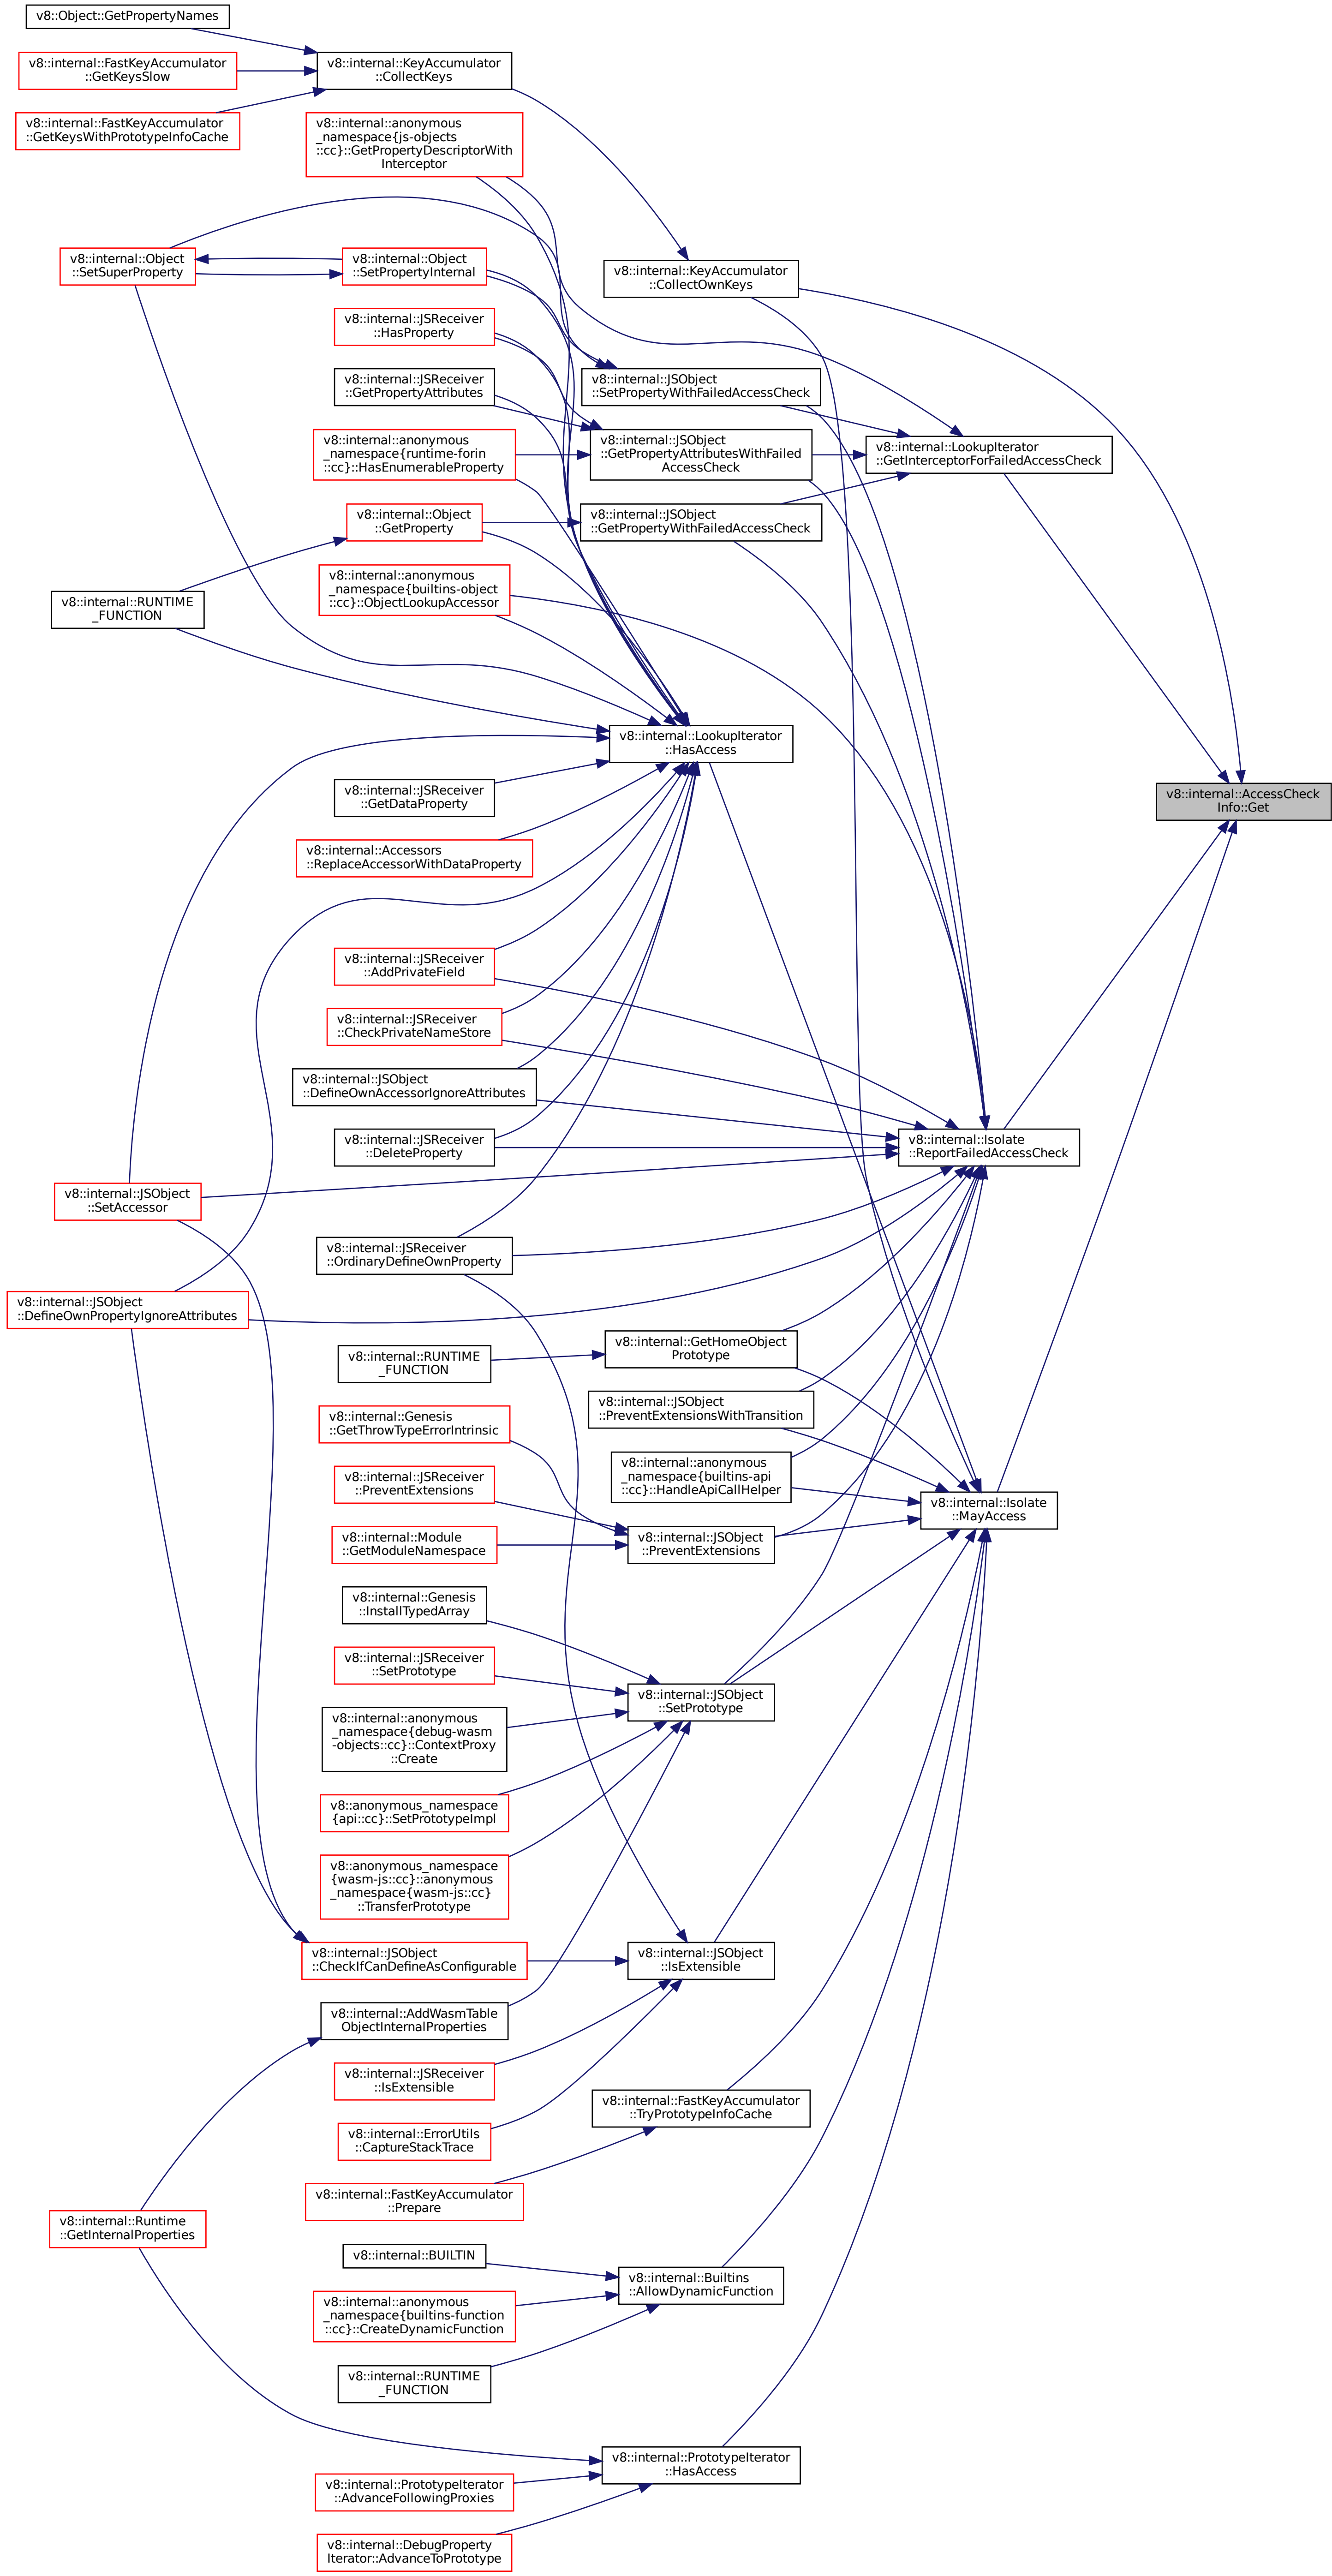 v8::Object::GetPropertyNames
v8::internal::KeyAccumulator
::CollectKeys
v8::internal::FastKeyAccumulator
::GetKeysSlow
v8::internal::FastKeyAccumulator
::GetKeysWithPrototypeInfoCache
v8::internal::anonymous
_namespace{js-objects
::cc}::GetPropertyDescriptorWith
Interceptor
v8::internal::Object
::SetSuperProperty
v8::internal::Object
::SetPropertyInternal
v8::internal::KeyAccumulator
::CollectOwnKeys
v8::internal::JSReceiver
::HasProperty
v8::internal::JSReceiver
::GetPropertyAttributes
v8::internal::JSObject
::SetPropertyWithFailedAccessCheck
v8::internal::anonymous
_namespace{runtime-forin
::cc}::HasEnumerableProperty
v8::internal::JSObject
::GetPropertyAttributesWithFailed
AccessCheck
v8::internal::LookupIterator
::GetInterceptorForFailedAccessCheck
v8::internal::Object
::GetProperty
v8::internal::JSObject
::GetPropertyWithFailedAccessCheck
v8::internal::anonymous
_namespace{builtins-object
::cc}::ObjectLookupAccessor
v8::internal::RUNTIME
_FUNCTION
v8::internal::LookupIterator
::HasAccess
v8::internal::JSReceiver
::GetDataProperty
v8::internal::AccessCheck
Info::Get
v8::internal::Accessors
::ReplaceAccessorWithDataProperty
v8::internal::JSReceiver
::AddPrivateField
v8::internal::JSReceiver
::CheckPrivateNameStore
v8::internal::JSObject
::DefineOwnAccessorIgnoreAttributes
v8::internal::JSReceiver
::DeleteProperty
v8::internal::Isolate
::ReportFailedAccessCheck
v8::internal::JSObject
::SetAccessor
v8::internal::JSReceiver
::OrdinaryDefineOwnProperty
v8::internal::JSObject
::DefineOwnPropertyIgnoreAttributes
v8::internal::RUNTIME
_FUNCTION
v8::internal::GetHomeObject
Prototype
v8::internal::Genesis
::GetThrowTypeErrorIntrinsic
v8::internal::JSObject
::PreventExtensionsWithTransition
v8::internal::JSReceiver
::PreventExtensions
v8::internal::anonymous
_namespace{builtins-api
::cc}::HandleApiCallHelper
v8::internal::Isolate
::MayAccess
v8::internal::Module
::GetModuleNamespace
v8::internal::JSObject
::PreventExtensions
v8::internal::Genesis
::InstallTypedArray
v8::internal::JSReceiver
::SetPrototype
v8::internal::JSObject
::SetPrototype
v8::internal::anonymous
_namespace{debug-wasm
-objects::cc}::ContextProxy
::Create
v8::anonymous_namespace
{api::cc}::SetPrototypeImpl
v8::anonymous_namespace
{wasm-js::cc}::anonymous
_namespace{wasm-js::cc}
::TransferPrototype
v8::internal::JSObject
::CheckIfCanDefineAsConfigurable
v8::internal::JSObject
::IsExtensible
v8::internal::AddWasmTable
ObjectInternalProperties
v8::internal::JSReceiver
::IsExtensible
v8::internal::FastKeyAccumulator
::TryPrototypeInfoCache
v8::internal::ErrorUtils
::CaptureStackTrace
v8::internal::FastKeyAccumulator
::Prepare
v8::internal::Runtime
::GetInternalProperties
v8::internal::BUILTIN
v8::internal::Builtins
::AllowDynamicFunction
v8::internal::anonymous
_namespace{builtins-function
::cc}::CreateDynamicFunction
v8::internal::RUNTIME
_FUNCTION
v8::internal::PrototypeIterator
::HasAccess
v8::internal::PrototypeIterator
::AdvanceFollowingProxies
v8::internal::DebugProperty
Iterator::AdvanceToPrototype